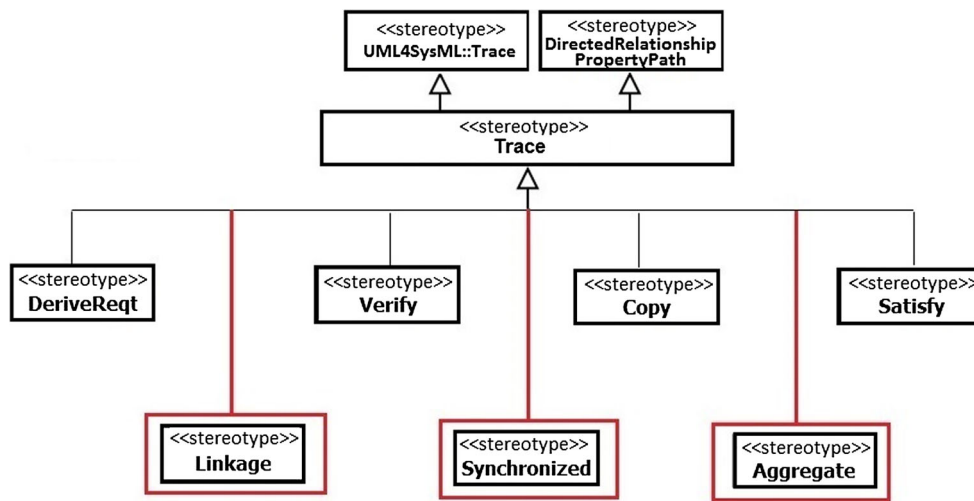 <<stereotype>>
UML4SysML::Trace
<<stereotype>>
DirectedRelationship
PropertyPath
<<stereotype>>
Trace
<<stereotype>>
DeriveReqt
<<stereotype>>
Verify
<<stereotype>>
Copy
<<stereotype>>
Satisfy
<<stereotype>>
Linkage
<<stereotype>>
Synchronized
<<stereotype>>
Aggregate